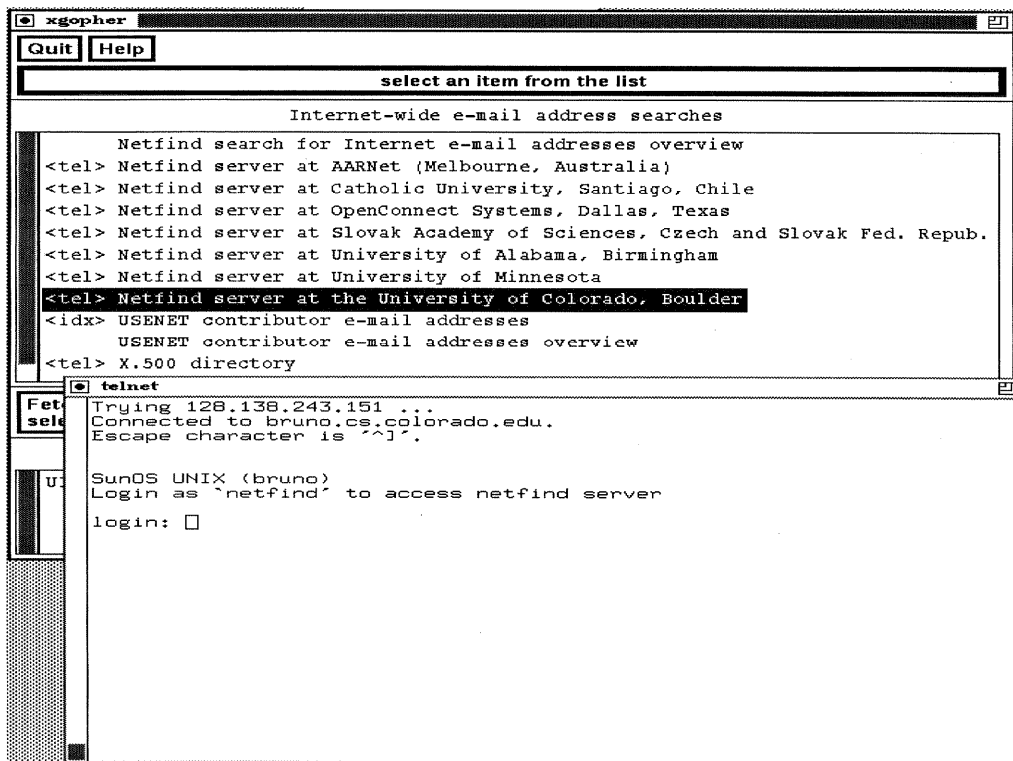 xgopher
Quit Help
select an item from the list
Internet-wide e-mail address searches
Netfind search for Internet e-mail addresses overview
<tel> Netfind server at AARNet (Melbourne, Australia)
<tel> Netfind server at Catholic University, Santiago, Chile
<tel> Netfind server at OpenConnect Systems, Dallas, Texas
<tel> Netfind server at Slovak Academy of Sciences, Czech and Slovak Fed. Repub.
<tel> Netfind server at University of Alabama, Birmingham
<tel> Netfind server at University of Minnesota
<tel> Netfind server at the University of Colorado, Boulder
<idx> USENET contributor e-mail addresses
USENET contributor e-mail addresses overview
<tel> X.500 directory
telnet
Trying 128.138.243.151 ...
Connected to bruno.cs.colorado.edu.
Escape character is '^]'.
SunOS UNIX (bruno)
Login as `netfind' to access netfind server
login: